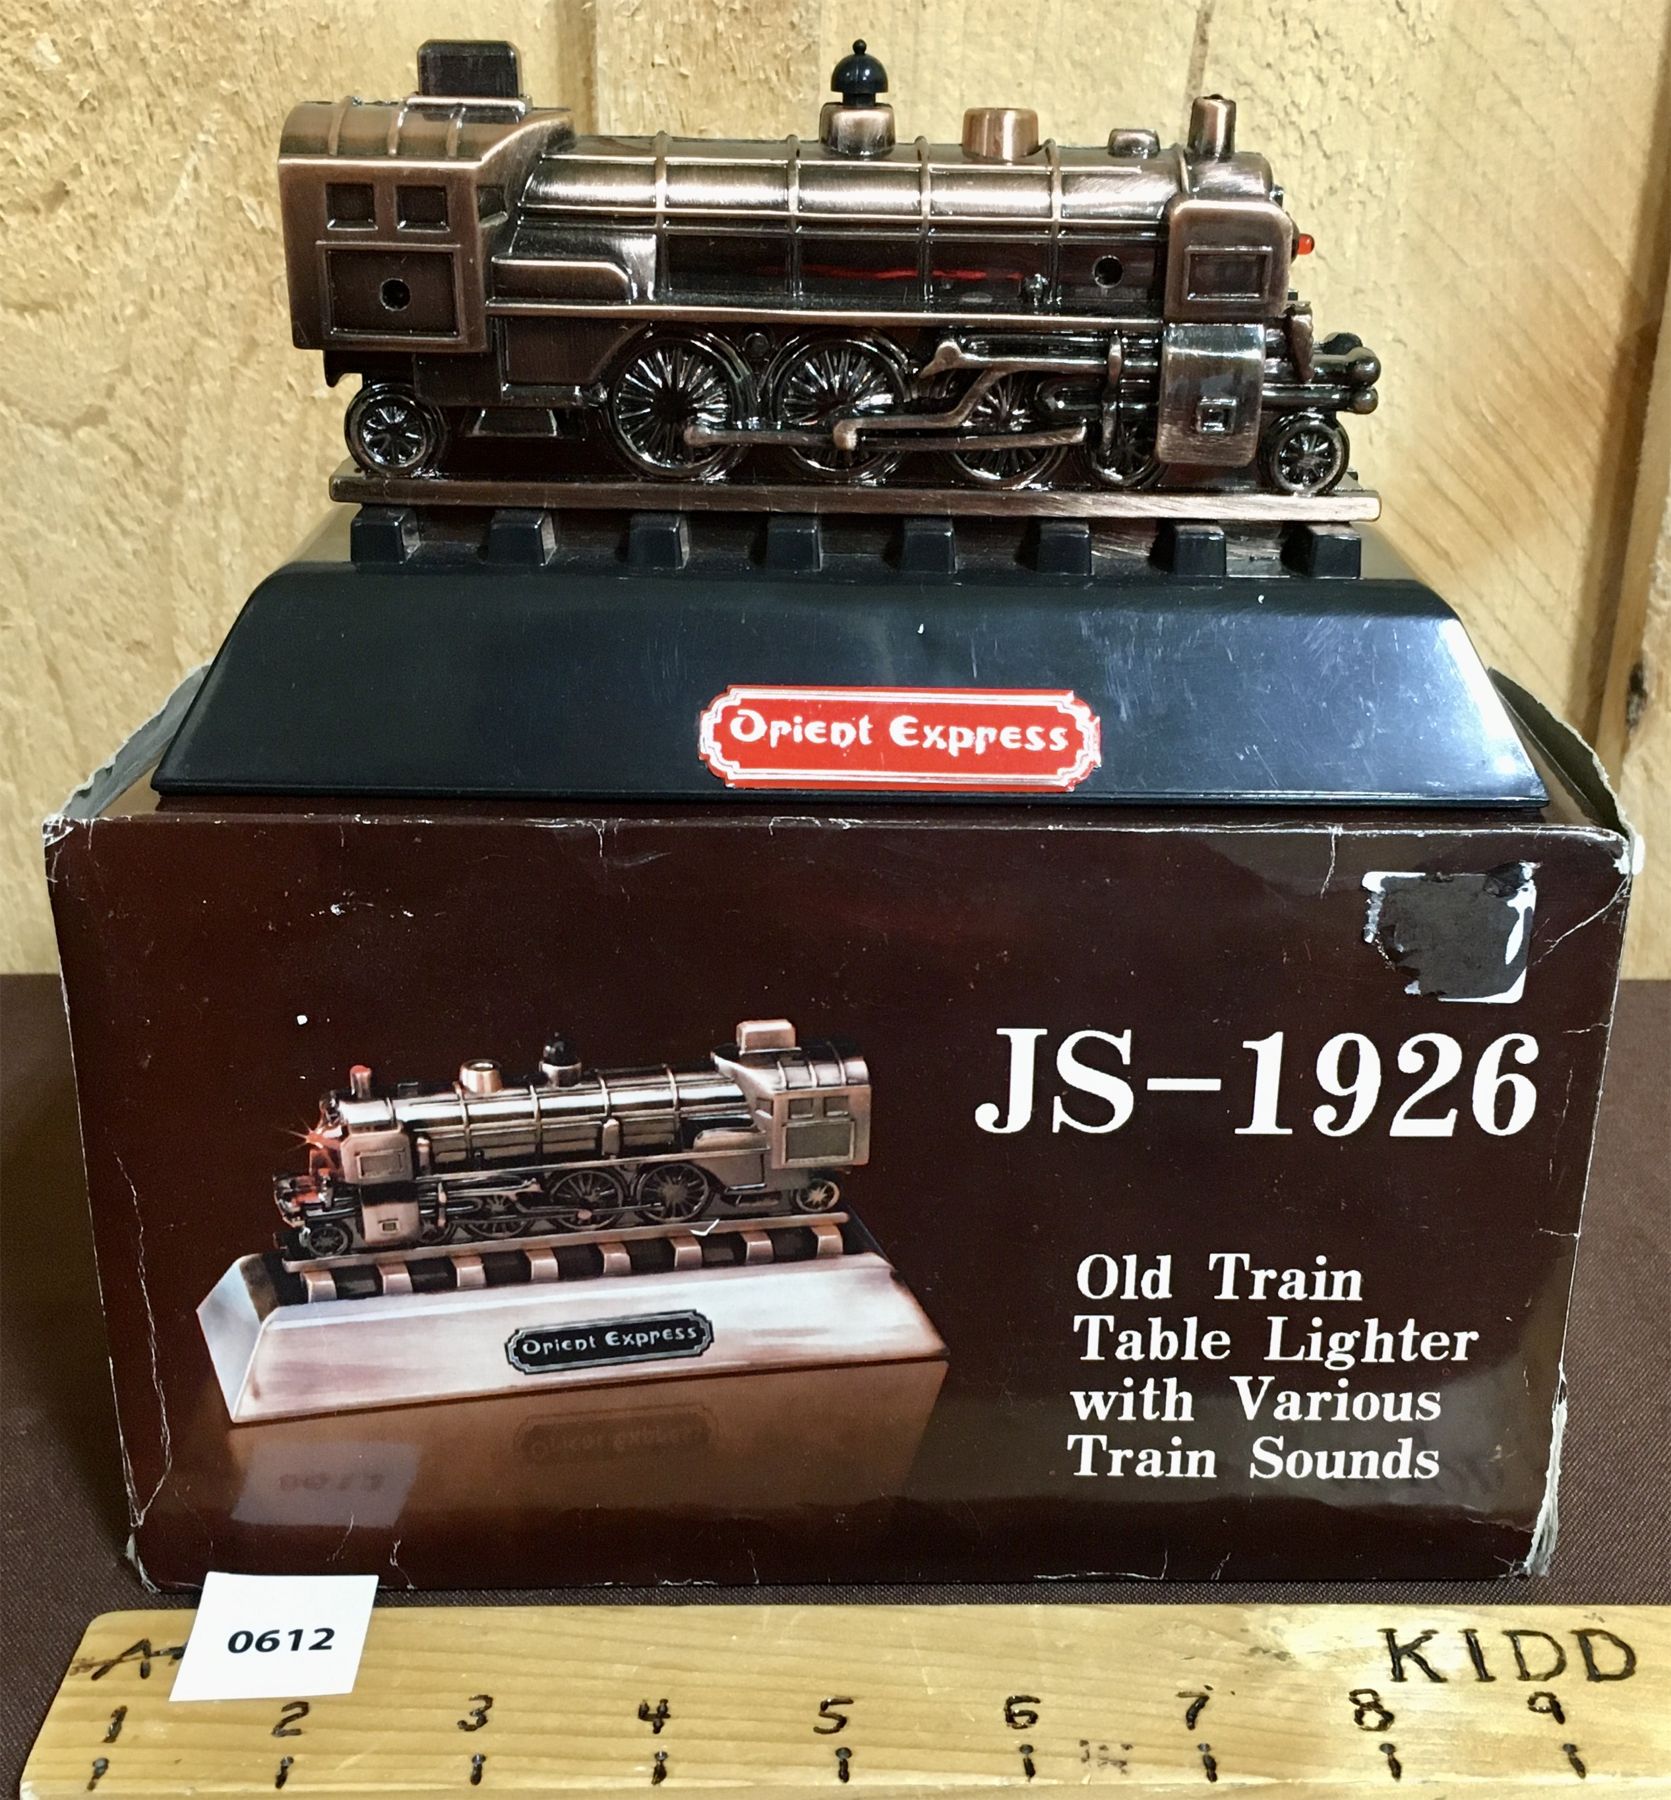 Orient Express
JS-1926
Orient Express
Old Train
Table Lighter
with Various
Train Sounds
0612
KIDD
1 2 3 4 5 6 7 8 9